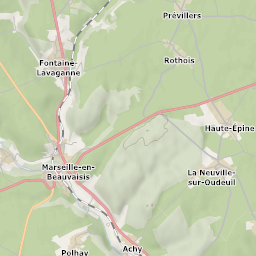 Prévillers
Fontaine-
Lavaganne
Rothois
Haute-Épine
Marseille-en-
Beauvaisis
La Neuville-
sur-Oudeuil
Achy
Polhay